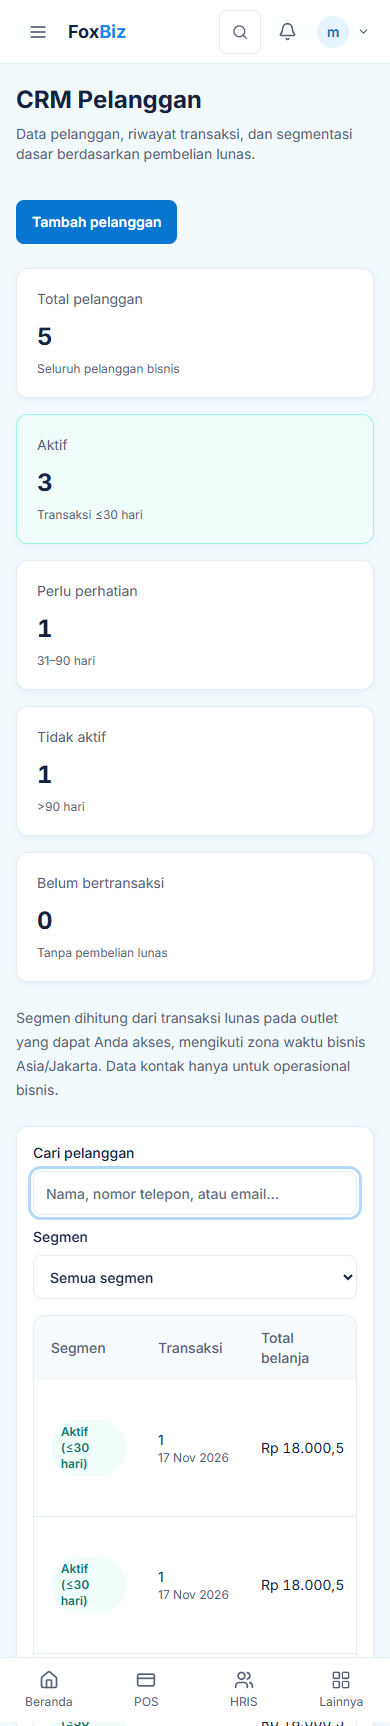 FoxBiz
m
CRM Pelanggan
Data pelanggan, riwayat transaksi, dan segmentasi
dasar berdasarkan pembelian lunas.
Tambah pelanggan
Total pelanggan
5
Seluruh pelanggan bisnis
Aktif
3
Transaksi ≤30 hari
Perlu perhatian
1
31–90 hari
Tidak aktif
1
>90 hari
Belum bertransaksi
0
Tanpa pembelian lunas
Segmen dihitung dari transaksi lunas pada outlet
yang dapat Anda akses, mengikuti zona waktu bisnis
Asia/Jakarta. Data kontak hanya untuk operasional
bisnis.
Cari pelanggan
Nama, nomor telepon, atau email...
Segmen
Semua segmen
Segmen Transaksi Total
belanja
Aktif
(≤30
hari)
1
17 Nov 2026
Rp 18.000,5
Aktif
(≤30
hari)
1
17 Nov 2026
Rp 18.000,5
Beranda POS HRIS Lainnya